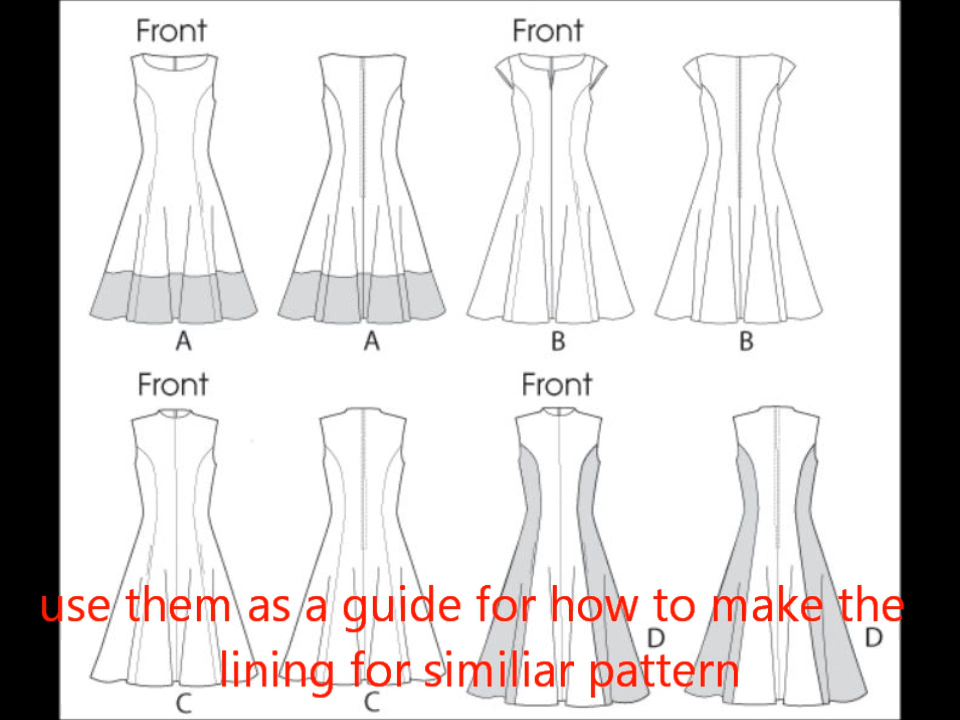 Front Front
A A B B
Front Front
use them as a guide for how to make the
D D
lining for similiar pattern
C C